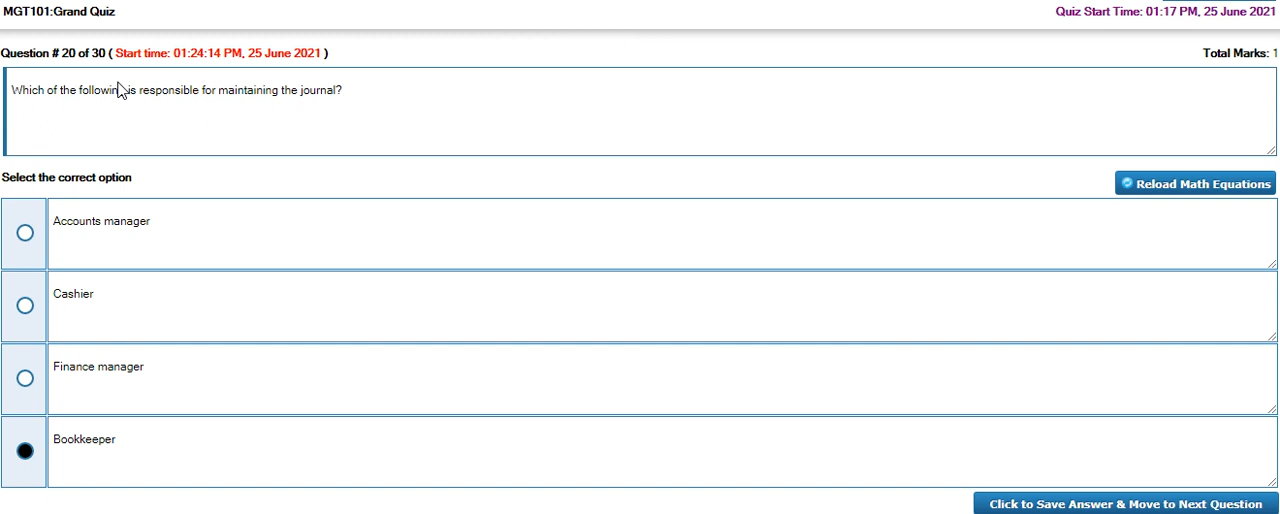 MGT101:Grand Quiz
Quiz Start Time: 01:17 PM, 25 June 2021
Question # 20 of 30 ( Start time: 01:24:14 PM, 25 June 2021 )
Total Marks: 1
Which of the following is responsible for maintaining the journal?
Select the correct option
Reload Math Equations
Accounts manager
Cashier
Finance manager
Bookkeeper
Click to Save Answer & Move to Next Question